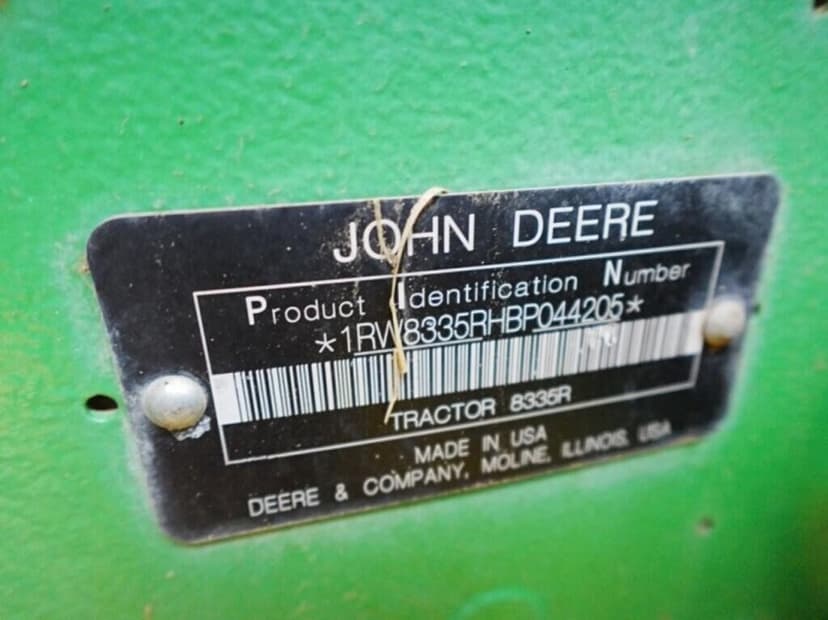 JOHN DEERE
Product Identification Number
*1RW8335RHBP044205*
TRACTOR 8335R
MADE IN USA
DEERE & COMPANY, MOLINE, ILLINOIS, USA